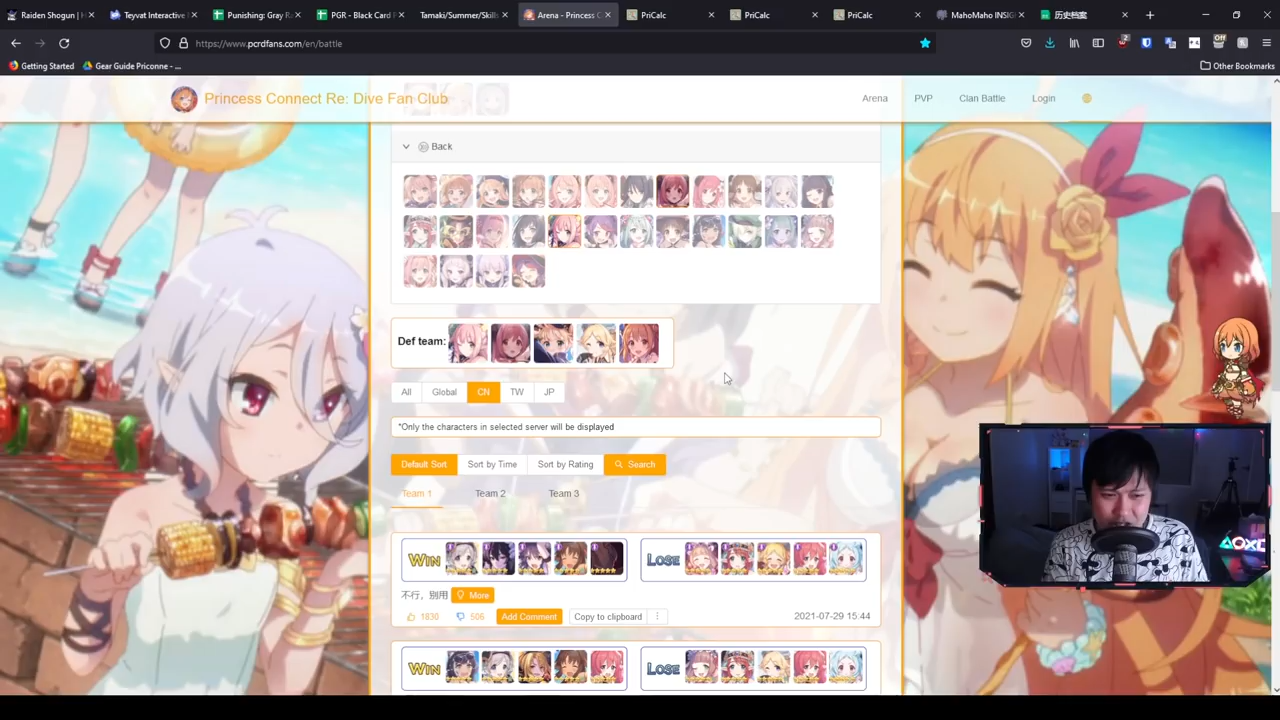 Raiden Shogun | H
Teyvat Interactive
Punishing: Gray Ra
PGR - Black Card P
Tamaki/Summer/Skills
Arena - Princess C
PriCalc
PriCalc
PriCalc
MahoMaho INSIG
历史档案
https://www.pcrdfans.com/en/battle
2
Off
Getting Started
Gear Guide Priconne -...
Other Bookmarks
Princess Connect Re: Dive Fan Club
Arena
PVP
Clan Battle
Login
Back
Def team:
All
Global
CN
TW
JP
*Only the characters in selected server will be displayed
Default Sort
Sort by Time
Sort by Rating
Search
Team 1
Team 2
Team 3
WIN
LOSE
不行，别用
More
1630
506
Add Comment
Copy to clipboard
2021-07-29 15:44
WIN
LOSE